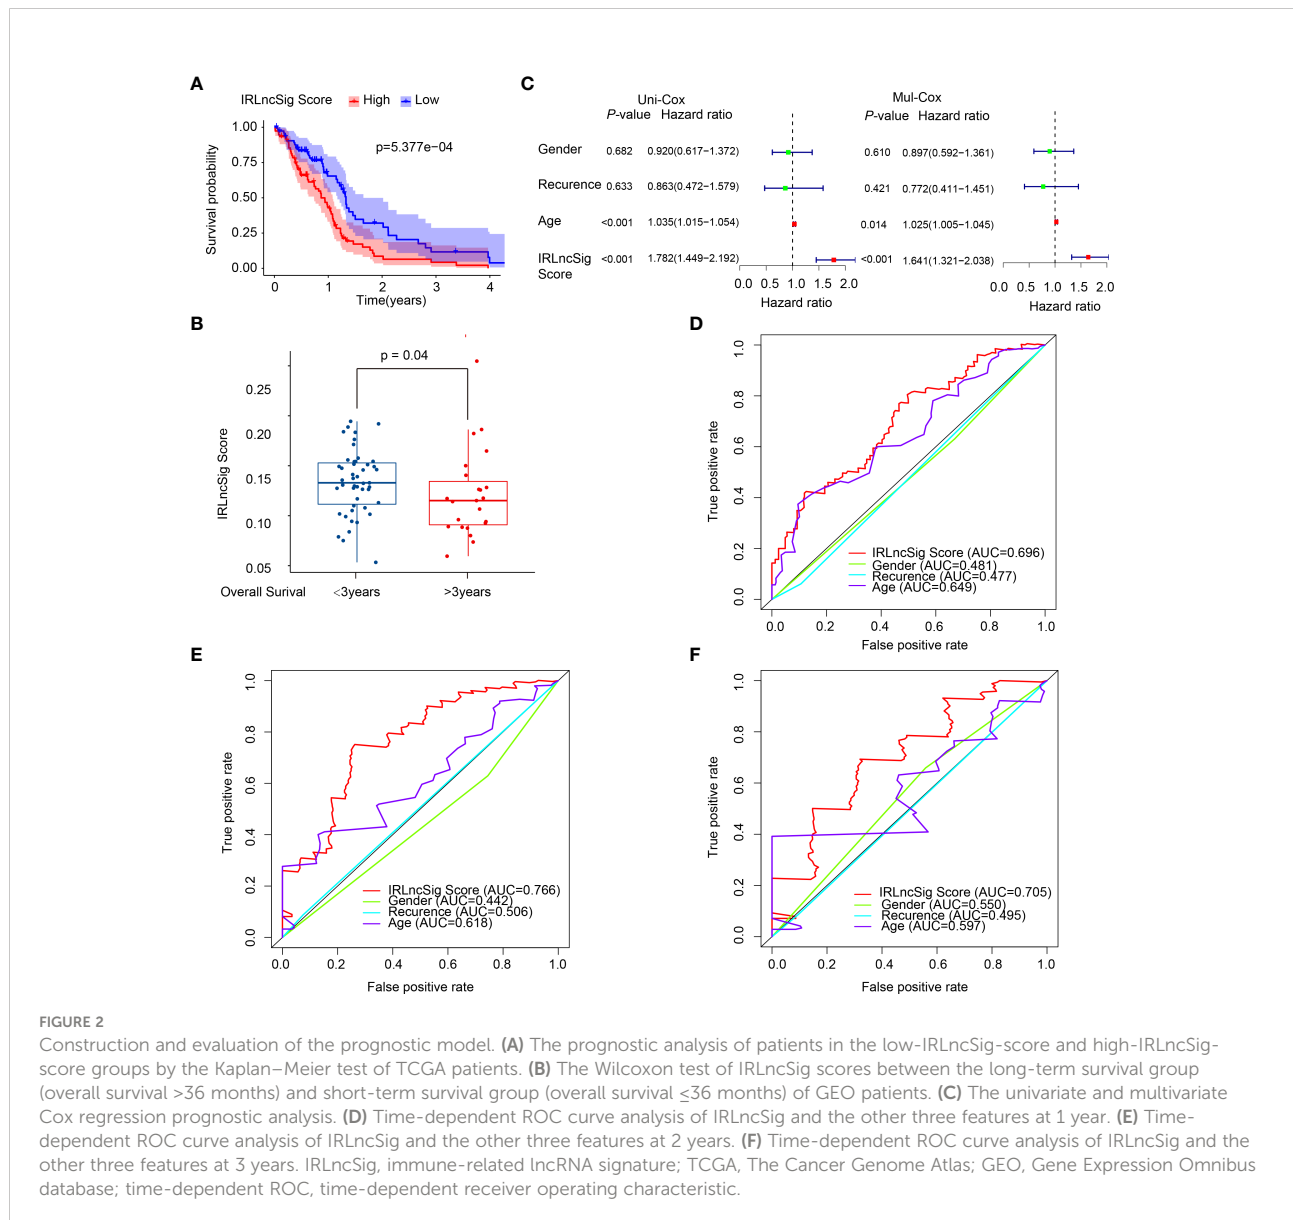 A
IRLncSig Score High Low
1.00
0.75
0.50
0.25
0.00
Survival probability
p=5.377e−04
0 1 2 3 4
Time(years)
C
Uni-Cox Mul-Cox
P-value Hazard ratio P-value Hazard ratio
Gender 0.682 0.920(0.617−1.372) 0.610 0.897(0.592−1.361)
Recurence 0.633 0.863(0.472−1.579) 0.421 0.772(0.411−1.451)
Age <0.001 1.035(1.015−1.054) 0.014 1.025(1.005−1.045)
IRLncSig Score <0.001 1.782(1.449−2.192) <0.001 1.641(1.321−2.038)
0.0 0.5 1.0 1.5 2.0 0.0 0.5 1.0 1.5 2.0
Hazard ratio Hazard ratio
B
p = 0.04
0.25
0.20
0.15
0.10
0.05
IRLncSig Score
Overall Surival <3years >3years
D
1.0
0.8
0.6
0.4
0.2
0.0
True positive rate
IRLncSig Score (AUC=0.696)
Gender (AUC=0.481)
Recurence (AUC=0.477)
Age (AUC=0.649)
0.0 0.2 0.4 0.6 0.8 1.0
False positive rate
E
1.0
0.8
0.6
0.4
0.2
0.0
True positive rate
IRLncSig Score (AUC=0.766)
Gender (AUC=0.442)
Recurence (AUC=0.506)
Age (AUC=0.618)
0.0 0.2 0.4 0.6 0.8 1.0
False positive rate
F
1.0
0.8
0.6
0.4
0.2
0.0
True positive rate
IRLncSig Score (AUC=0.705)
Gender (AUC=0.550)
Recurence (AUC=0.495)
Age (AUC=0.597)
0.0 0.2 0.4 0.6 0.8 1.0
False positive rate
FIGURE 2
Construction and evaluation of the prognostic model. (A) The prognostic analysis of patients in the low-IRLncSig-score and high-IRLncSig-
score groups by the Kaplan–Meier test of TCGA patients. (B) The Wilcoxon test of IRLncSig scores between the long-term survival group
(overall survival >36 months) and short-term survival group (overall survival ≤36 months) of GEO patients. (C) The univariate and multivariate
Cox regression prognostic analysis. (D) Time-dependent ROC curve analysis of IRLncSig and the other three features at 1 year. (E) Time-
dependent ROC curve analysis of IRLncSig and the other three features at 2 years. (F) Time-dependent ROC curve analysis of IRLncSig and the
other three features at 3 years. IRLncSig, immune-related lncRNA signature; TCGA, The Cancer Genome Atlas; GEO, Gene Expression Omnibus
database; time-dependent ROC, time-dependent receiver operating characteristic.